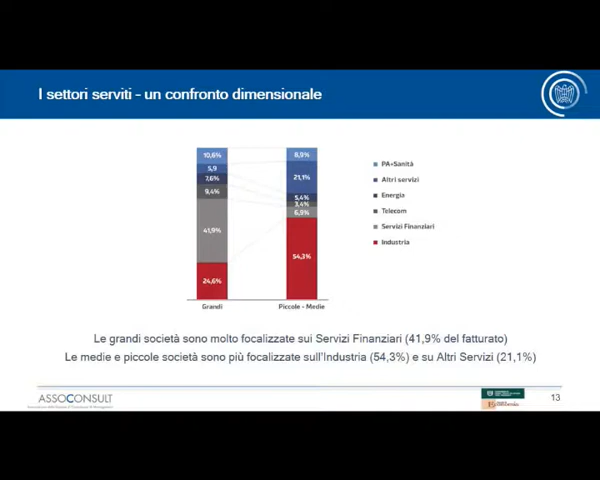 I settori serviti - un confronto dimensionale
10,6%
5,9
7,6%
9,4%
41,9%
24,6%
8,9%
21,1%
5,4%
3,4%
6,9%
54,3%
Grandi
Piccole - Medie
PA+Sanità
Altri servizi
Energia
Telecom
Servizi Finanziari
Industria
Le grandi società sono molto focalizzate sui Servizi Finanziari (41,9% del fatturato)
Le medie e piccole società sono più focalizzate sull'Industria (54,3%) e su Altri Servizi (21,1%)
ASSOCONSULT
13